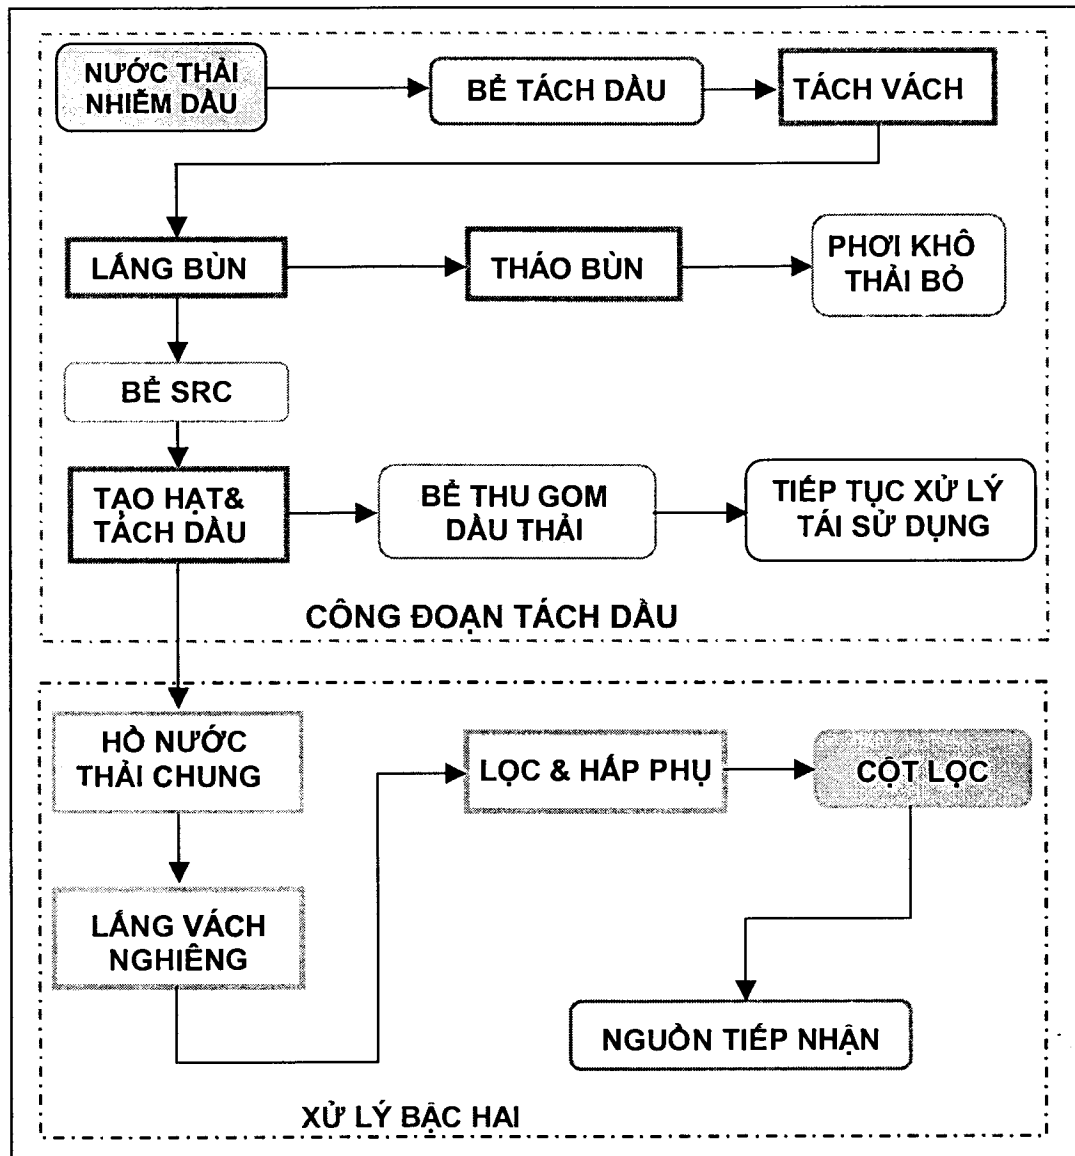 NƯỚC THẢI
NHIỄM DẦU
BỂ TÁCH DẦU
TÁCH VÁCH
LẮNG BÙN
THÁO BÙN
PHƠI KHÔ
THẢI BỎ
BỂ SRC
TẠO HẠT&
TÁCH DẦU
BỂ THU GOM
DẦU THẢI
TIẾP TỤC XỬ LÝ
TÁI SỬ DỤNG
CÔNG ĐOẠN TÁCH DẦU
HỒ NƯỚC
THẢI CHUNG
LỌC & HẤP PHỤ
CỘT LỌC
LẮNG VÁCH
NGHIÊNG
NGUỒN TIẾP NHẬN
XỬ LÝ BẬC HAI